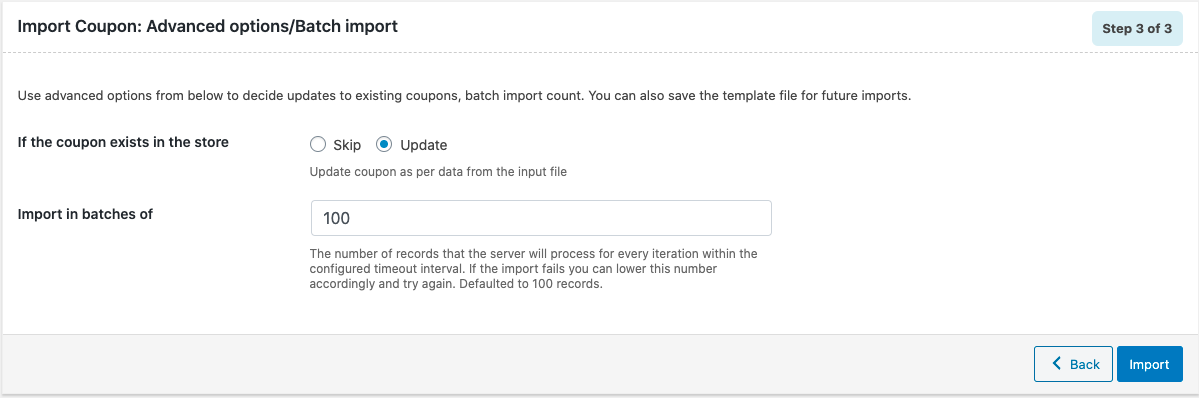 Import Coupon: Advanced options/Batch import
Step 3 of 3
Use advanced options from below to decide updates to existing coupons, batch import count. You can also save the template file for future imports.
If the coupon exists in the store
Skip
Update
Update coupon as per data from the input file
Import in batches of
100
The number of records that the server will process for every iteration within the
configured timeout interval. If the import fails you can lower this number
accordingly and try again. Defaulted to 100 records.
Back
Import